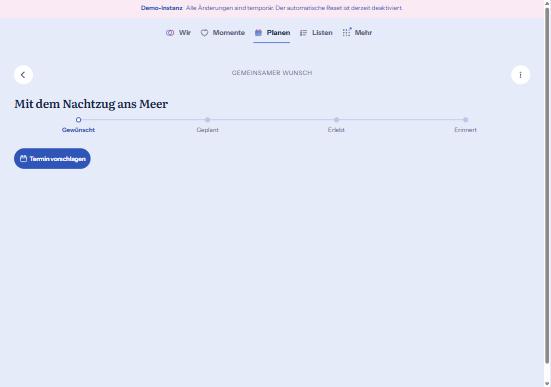 Demo-Instanz Alle Änderungen sind temporär. Der automatische Reset ist derzeit deaktiviert.
Wir Momente Planen Listen Mehr
GEMEINSAMER WUNSCH
Mit dem Nachtzug ans Meer
Gewünscht Geplant Erlebt Erinnert
Termin vorschlagen